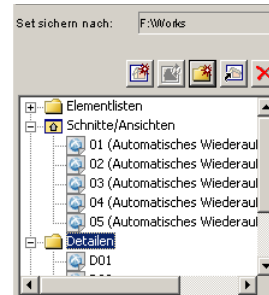 Set sichern nach: F:\Works
Elementlisten
Schnitte/Ansichten
01 (Automatisches Wiederau
02 (Automatisches Wiederau
03 (Automatisches Wiederau
04 (Automatisches Wiederau
05 (Automatisches Wiederau
Detailen
D01